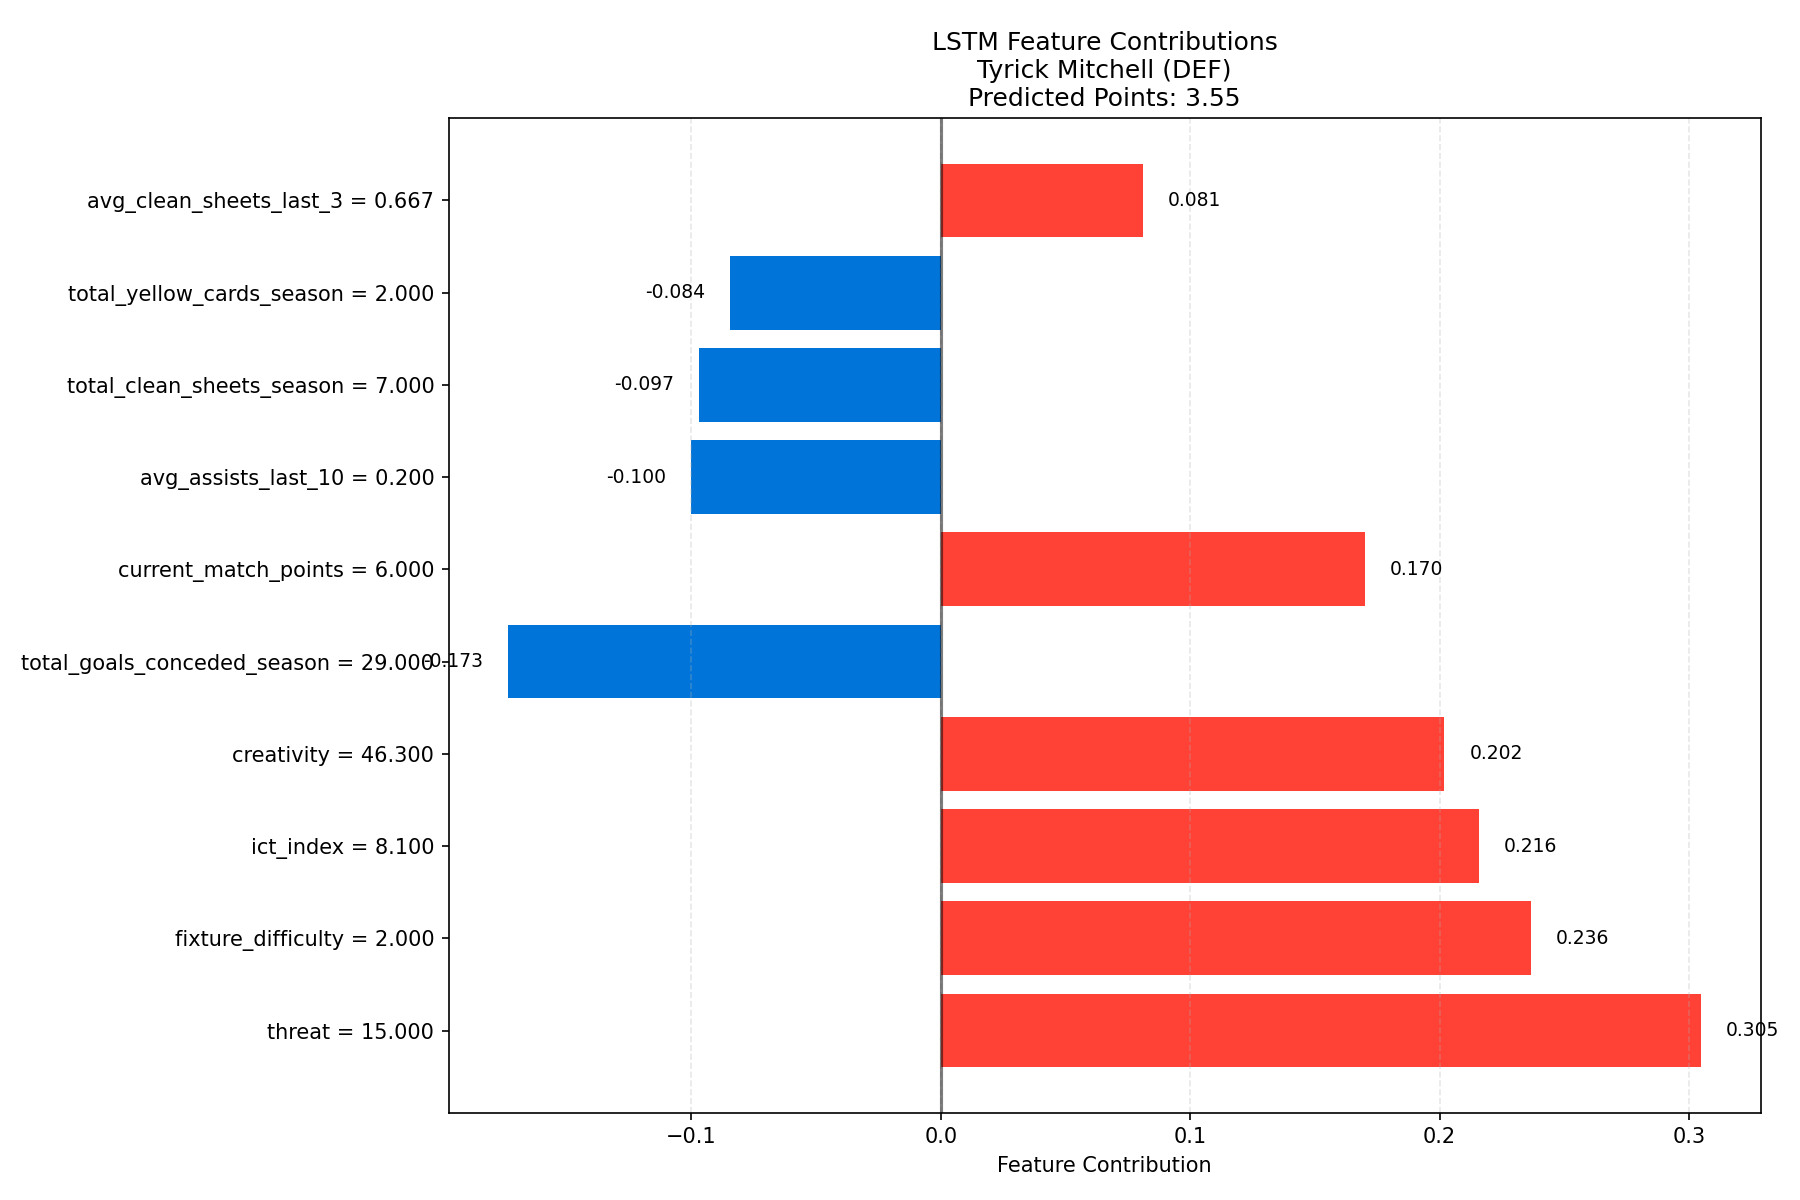 LSTM Feature Contributions
Tyrick Mitchell (DEF)
Predicted Points: 3.55
avg_clean_sheets_last_3 = 0.667
0.081
total_yellow_cards_season = 2.000
-0.084
total_clean_sheets_season = 7.000
-0.097
avg_assists_last_10 = 0.200
-0.100
current_match_points = 6.000
0.170
total_goals_conceded_season = 29.000
-0.173
creativity = 46.300
0.202
ict_index = 8.100
0.216
fixture_difficulty = 2.000
0.236
threat = 15.000
0.305
−0.1 0.0 0.1 0.2 0.3
Feature Contribution